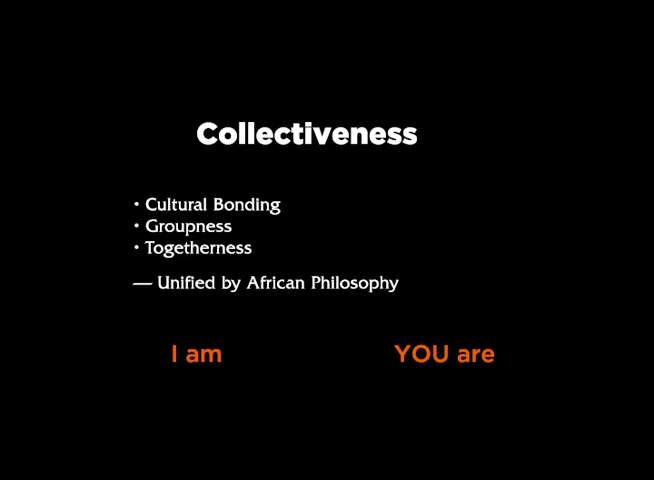 Collectiveness
• Cultural Bonding
• Groupness
• Togetherness
— Unified by African Philosophy
I am YOU are